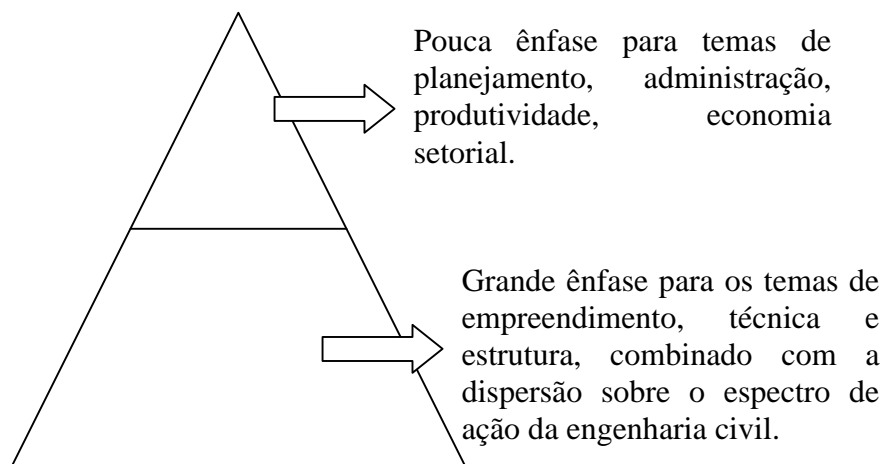 Pouca ênfase para temas de
planejamento, administração,
produtividade, economia
setorial.
Grande ênfase para os temas de
empreendimento, técnica e
estrutura, combinado com a
dispersão sobre o espectro de
ação da engenharia civil.